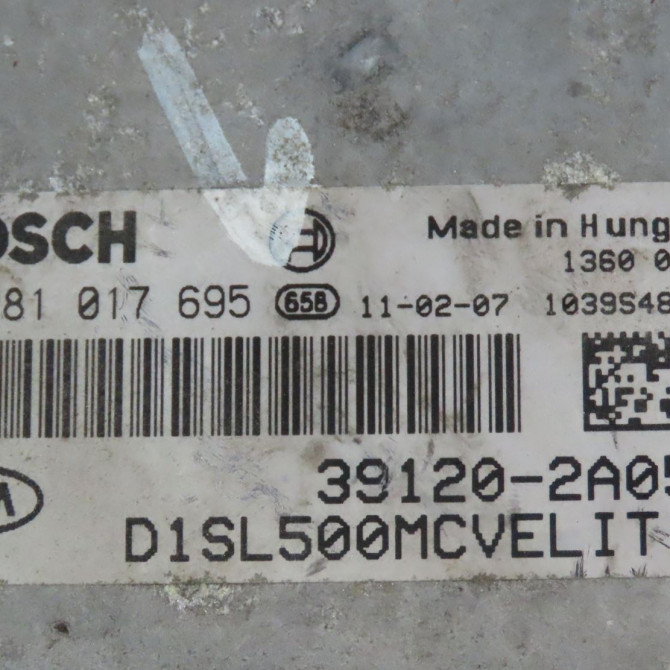 OSCH
Made in Hung
1360 0
81 017 695 658 11-02-07 1039S48
39120-2A05
D1SL500MCVELIT